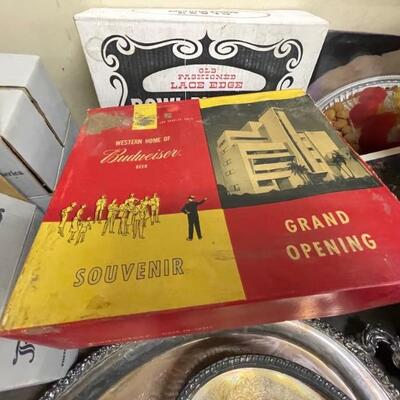 OLD
FASHIONED
LACE EDGE
WESTERN HOME OF
Budweiser
BEER
SOUVENIR
GRAND
OPENING